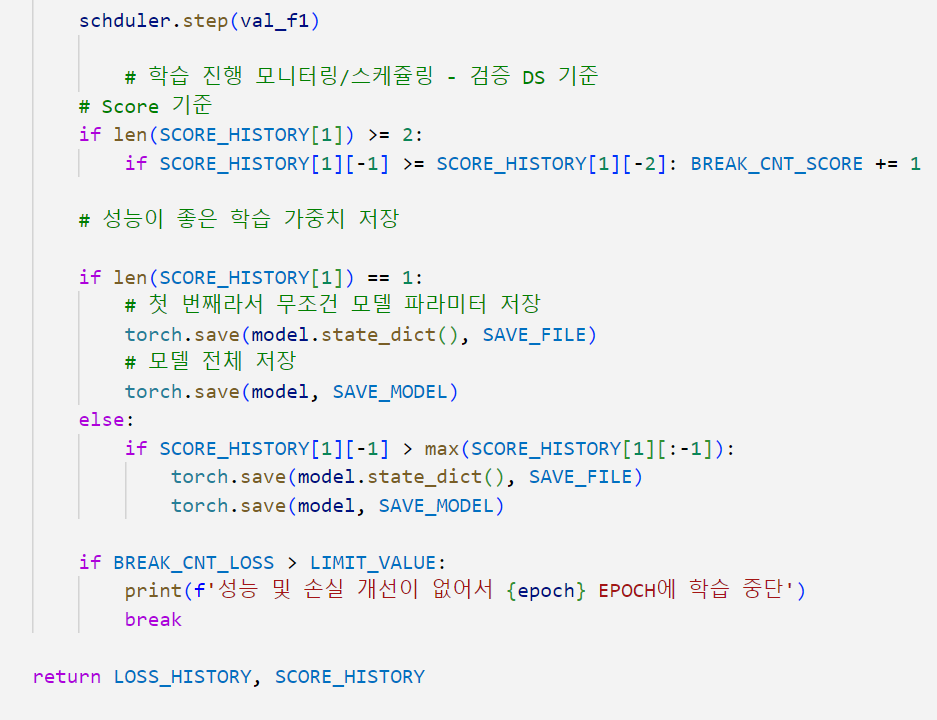 schduler.step(val_f1)
# 학습 진행 모니터링/스케쥴링 - 검증 DS 기준
# Score 기준
if len(SCORE_HISTORY[1]) >= 2:
if SCORE_HISTORY[1][-1] >= SCORE_HISTORY[1][-2]: BREAK_CNT_SCORE += 1
# 성능이 좋은 학습 가중치 저장
if len(SCORE_HISTORY[1]) == 1:
# 첫 번째라서 무조건 모델 파라미터 저장
torch.save(model.state_dict(), SAVE_FILE)
# 모델 전체 저장
torch.save(model, SAVE_MODEL)
else:
if SCORE_HISTORY[1][-1] > max(SCORE_HISTORY[1][:-1]):
torch.save(model.state_dict(), SAVE_FILE)
torch.save(model, SAVE_MODEL)
if BREAK_CNT_LOSS > LIMIT_VALUE:
print(f'성능 및 손실 개선이 없어서 {epoch} EPOCH에 학습 중단')
break
return LOSS_HISTORY, SCORE_HISTORY